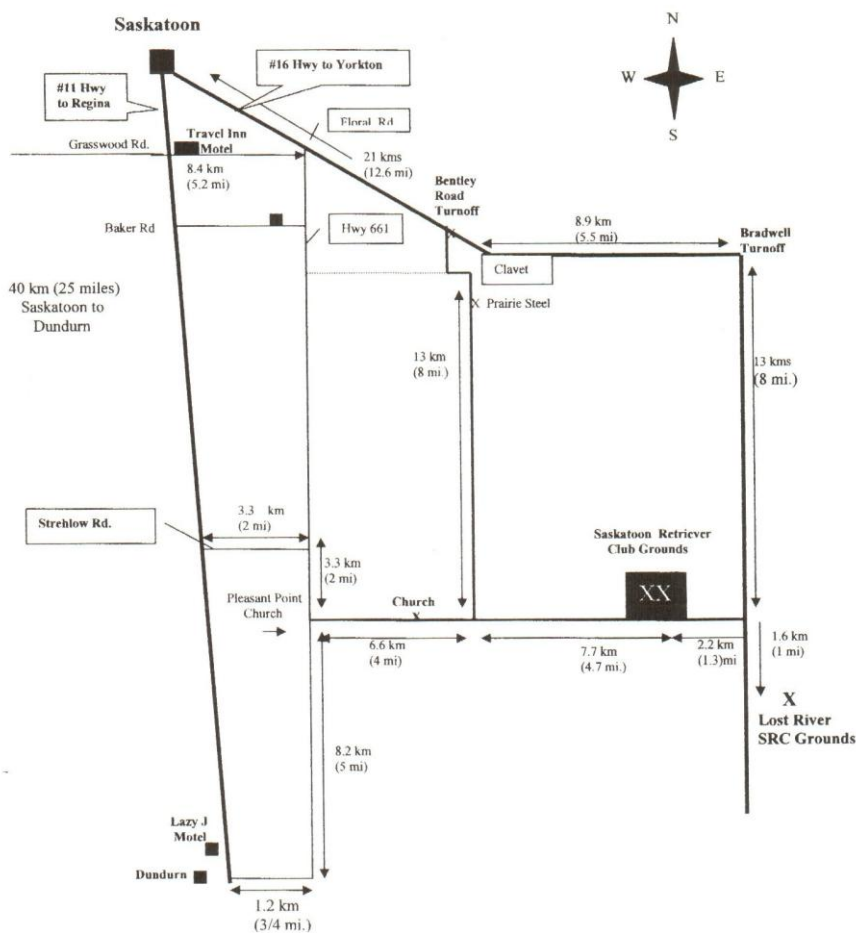 Saskatoon
N
W
E
S
#16 Hwy to Yorkton
#11 Hwy
to Regina
Floral Rd.
Travel Inn
Motel
Grasswood Rd.
8.4 km
(5.2 mi)
21 kms
(12.6 mi)
Bentley
Road
Turnoff
Baker Rd
Hwy 661
8.9 km
(5.5 mi)
Bradwell
Turnoff
Clavet
40 km (25 miles)
Saskatoon to
Dundurn
X Prairie Steel
13 km
(8 mi.)
13 kms
(8 mi.)
3.3 km
(2 mi)
Strehlow Rd.
3.3 km
(2 mi)
Saskatoon Retriever
Club Grounds
XX
Pleasant Point
Church
Church
X
6.6 km
(4 mi)
7.7 km
(4.7 mi.)
2.2 km
(1.3)mi
1.6 km
(1 mi)
X
Lost River
SRC Grounds
8.2 km
(5 mi)
Lazy J
Motel
Dundurn
1.2 km
(3/4 mi.)